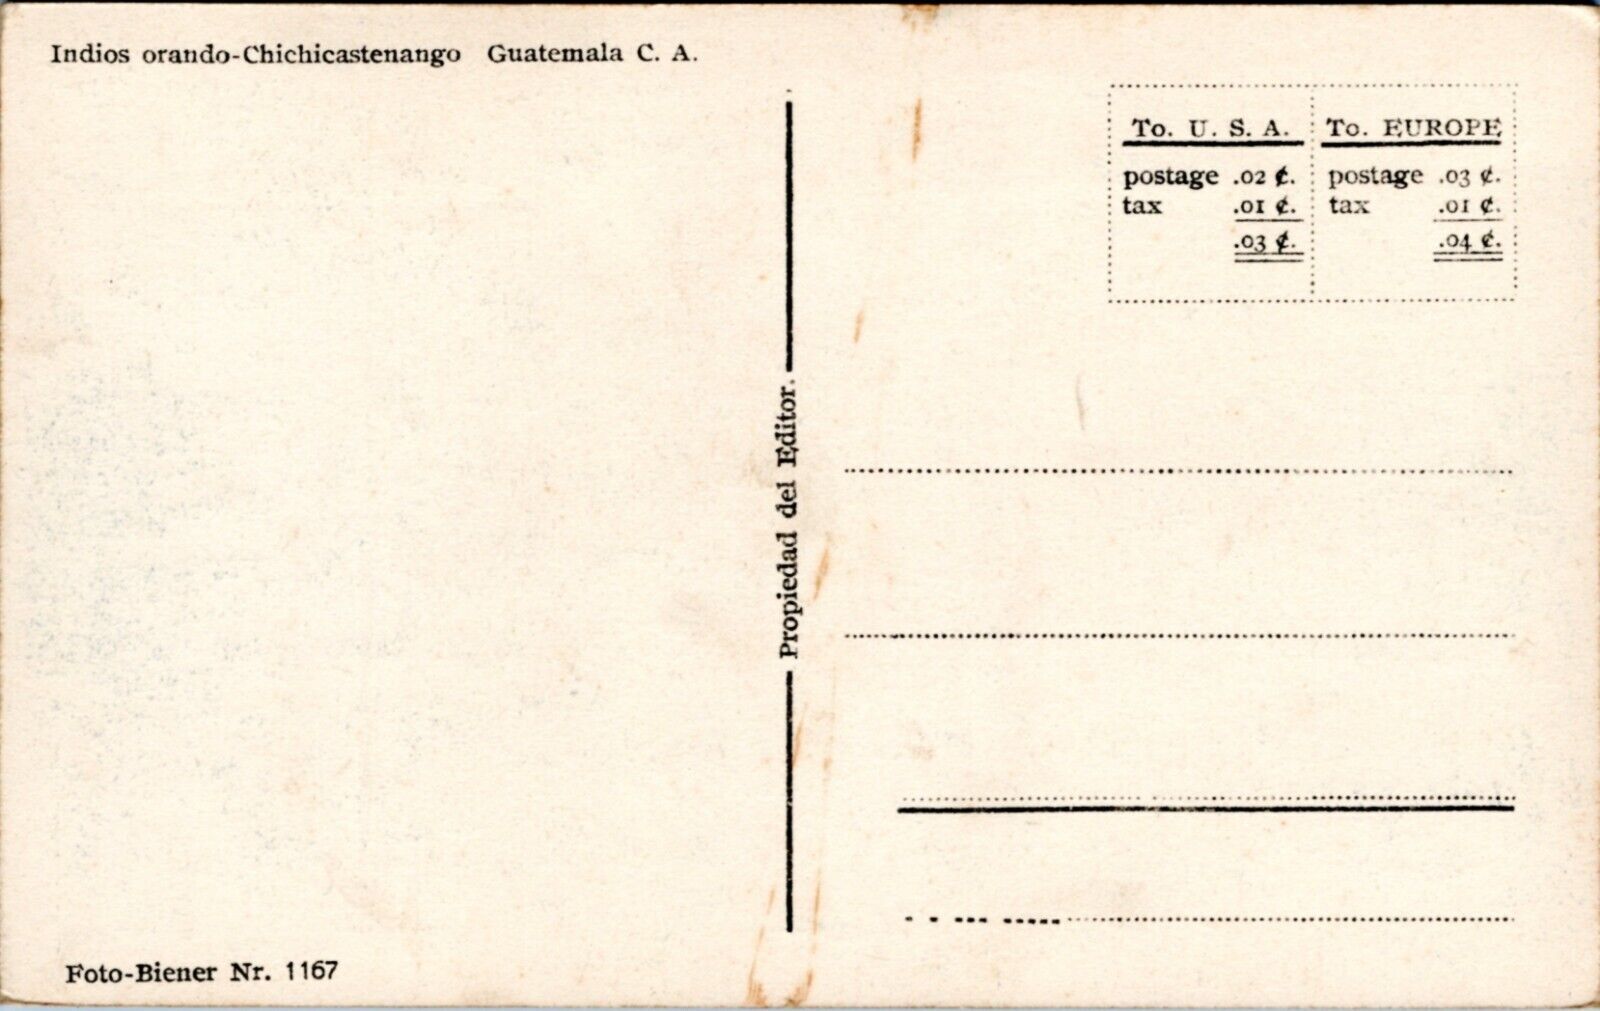 Indios orando-Chichicastenango Guatemala C. A.
To. U. S. A.
postage .02 ¢.
tax .01 ¢.
.03 ¢.
To. EUROPE
postage .03 ¢.
tax .01 ¢.
.04 ¢.
Propiedad del Editor.
Foto-Biener Nr. 1167